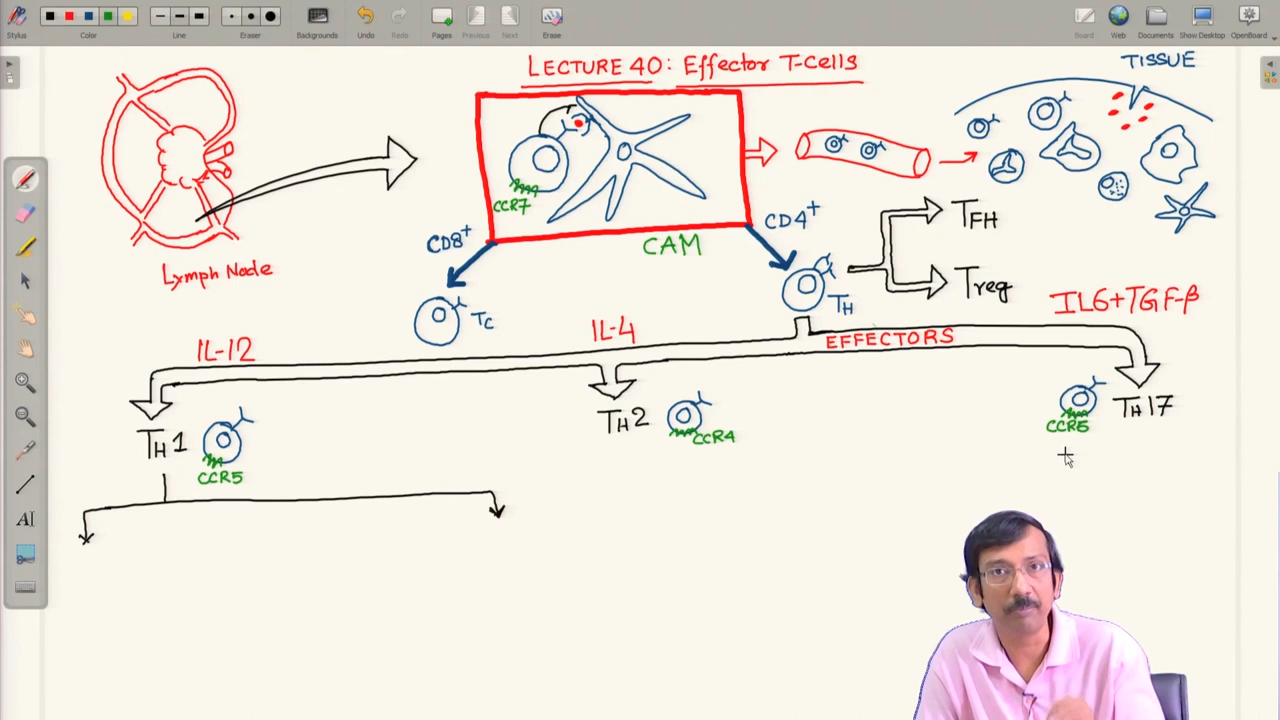 Stylus
Color
Line
Eraser
Backgrounds
Undo
Redo
Pages
Previous
Next
Erase
Board
Web
Documents
Show Desktop
OpenBoard
LECTURE 40: Effector T-Cells
TISSUE
CCR7
CD8+
CD4+
CAM
TFH
Treg
Lymph Node
TC
TH
IL6+TGF-β
IL-12
IL-4
EFFECTORS
TH1
CCR5
TH2
CCR4
TH17
CCR6
AI